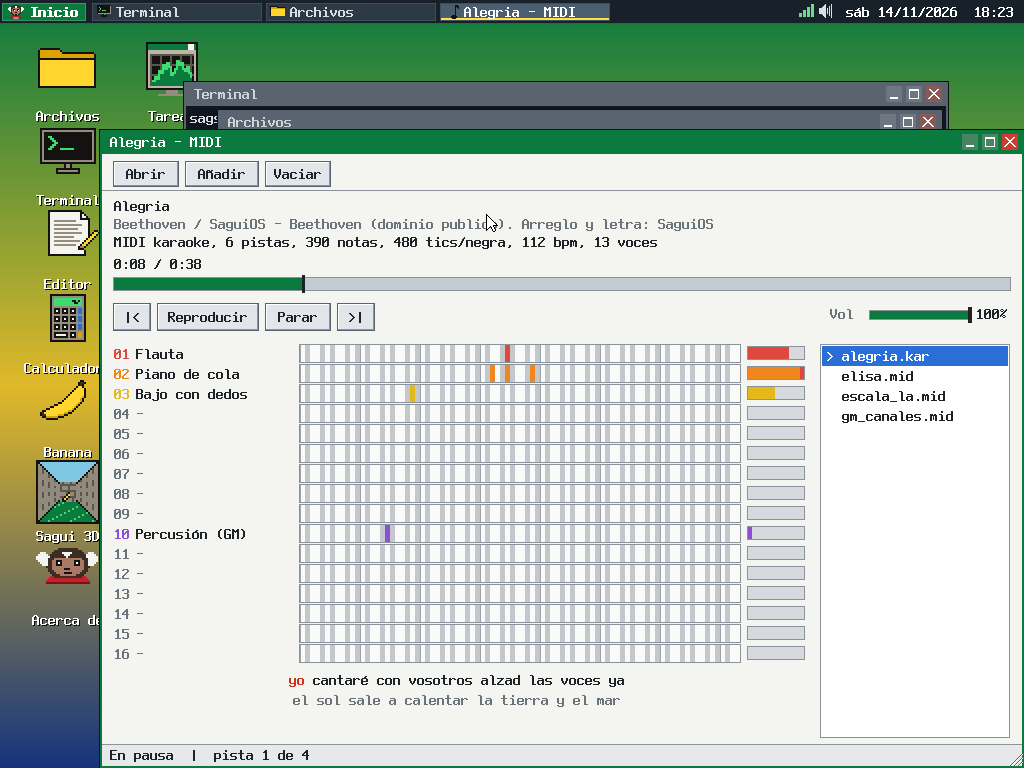 Inicio Terminal Archivos Alegria - MIDI sáb 14/11/2026 18:23
Archivos
Terminal
Editor
Calculador
Banana
Sagui 3D
Acerca de
Tarea
Terminal
sags
Archivos
Alegria - MIDI
Abrir Añadir Vaciar
Alegria
Beethoven / SaguiOS - Beethoven (dominio publico). Arreglo y letra: SaguiOS
MIDI karaoke, 6 pistas, 390 notas, 480 tics/negra, 112 bpm, 13 voces
0:08 / 0:38
|< Reproducir Parar >| Vol 100%
01 Flauta
02 Piano de cola
03 Bajo con dedos
04 -
05 -
06 -
07 -
08 -
09 -
10 Percusión (GM)
11 -
12 -
13 -
14 -
15 -
16 -
> alegria.kar
elisa.mid
escala_la.mid
gm_canales.mid
yo cantaré con vosotros alzad las voces ya
el sol sale a calentar la tierra y el mar
En pausa | pista 1 de 4